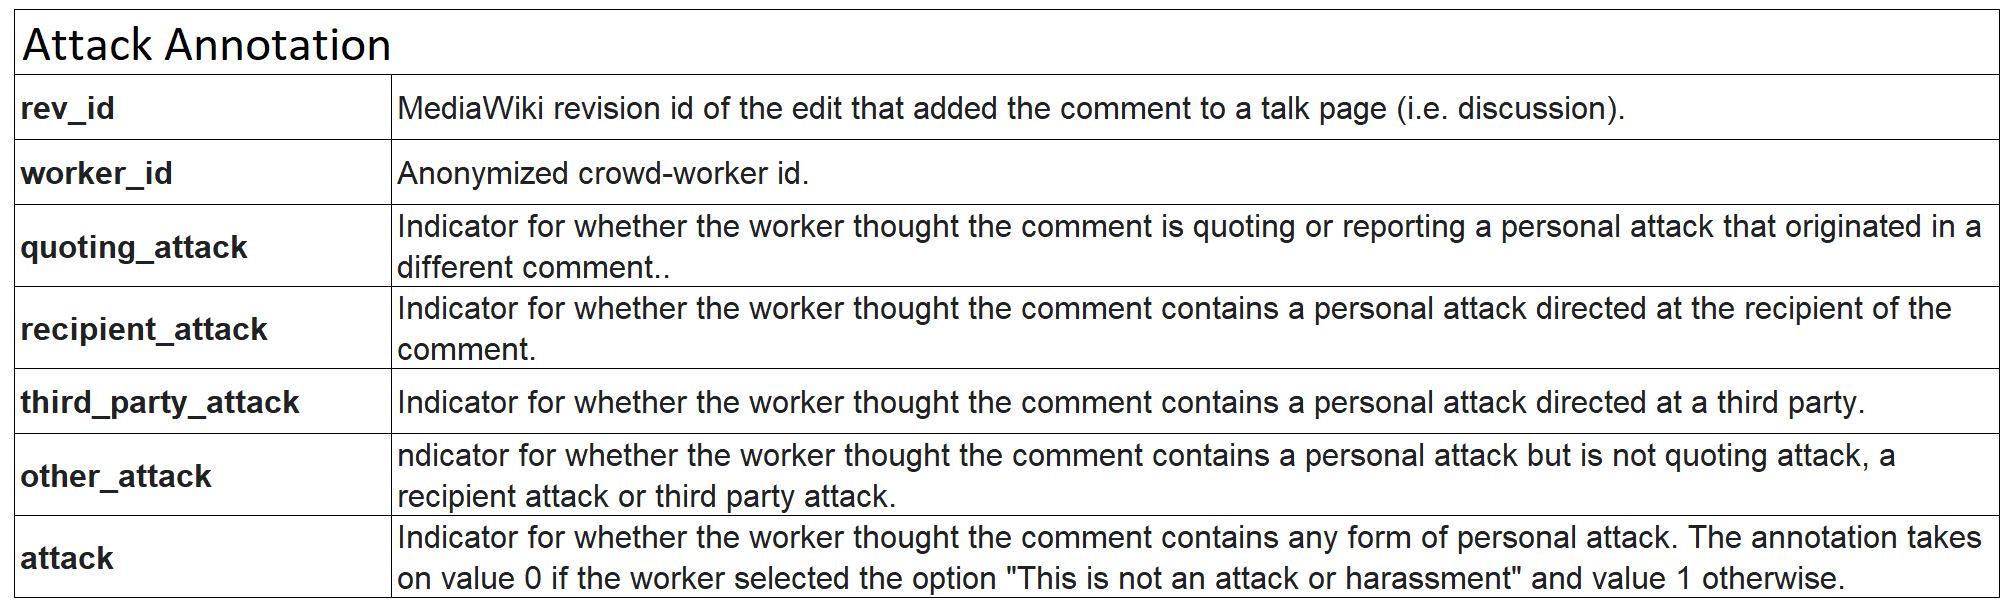 Attack Annotation
rev_id
MediaWiki revision id of the edit that added the comment to a talk page (i.e. discussion).
worker_id
Anonymized crowd-worker id.
quoting_attack
Indicator for whether the worker thought the comment is quoting or reporting a personal attack that originated in a
different comment..
recipient_attack
Indicator for whether the worker thought the comment contains a personal attack directed at the recipient of the
comment.
third_party_attack
Indicator for whether the worker thought the comment contains a personal attack directed at a third party.
other_attack
ndicator for whether the worker thought the comment contains a personal attack but is not quoting attack, a
recipient attack or third party attack.
attack
Indicator for whether the worker thought the comment contains any form of personal attack. The annotation takes
on value 0 if the worker selected the option "This is not an attack or harassment" and value 1 otherwise.